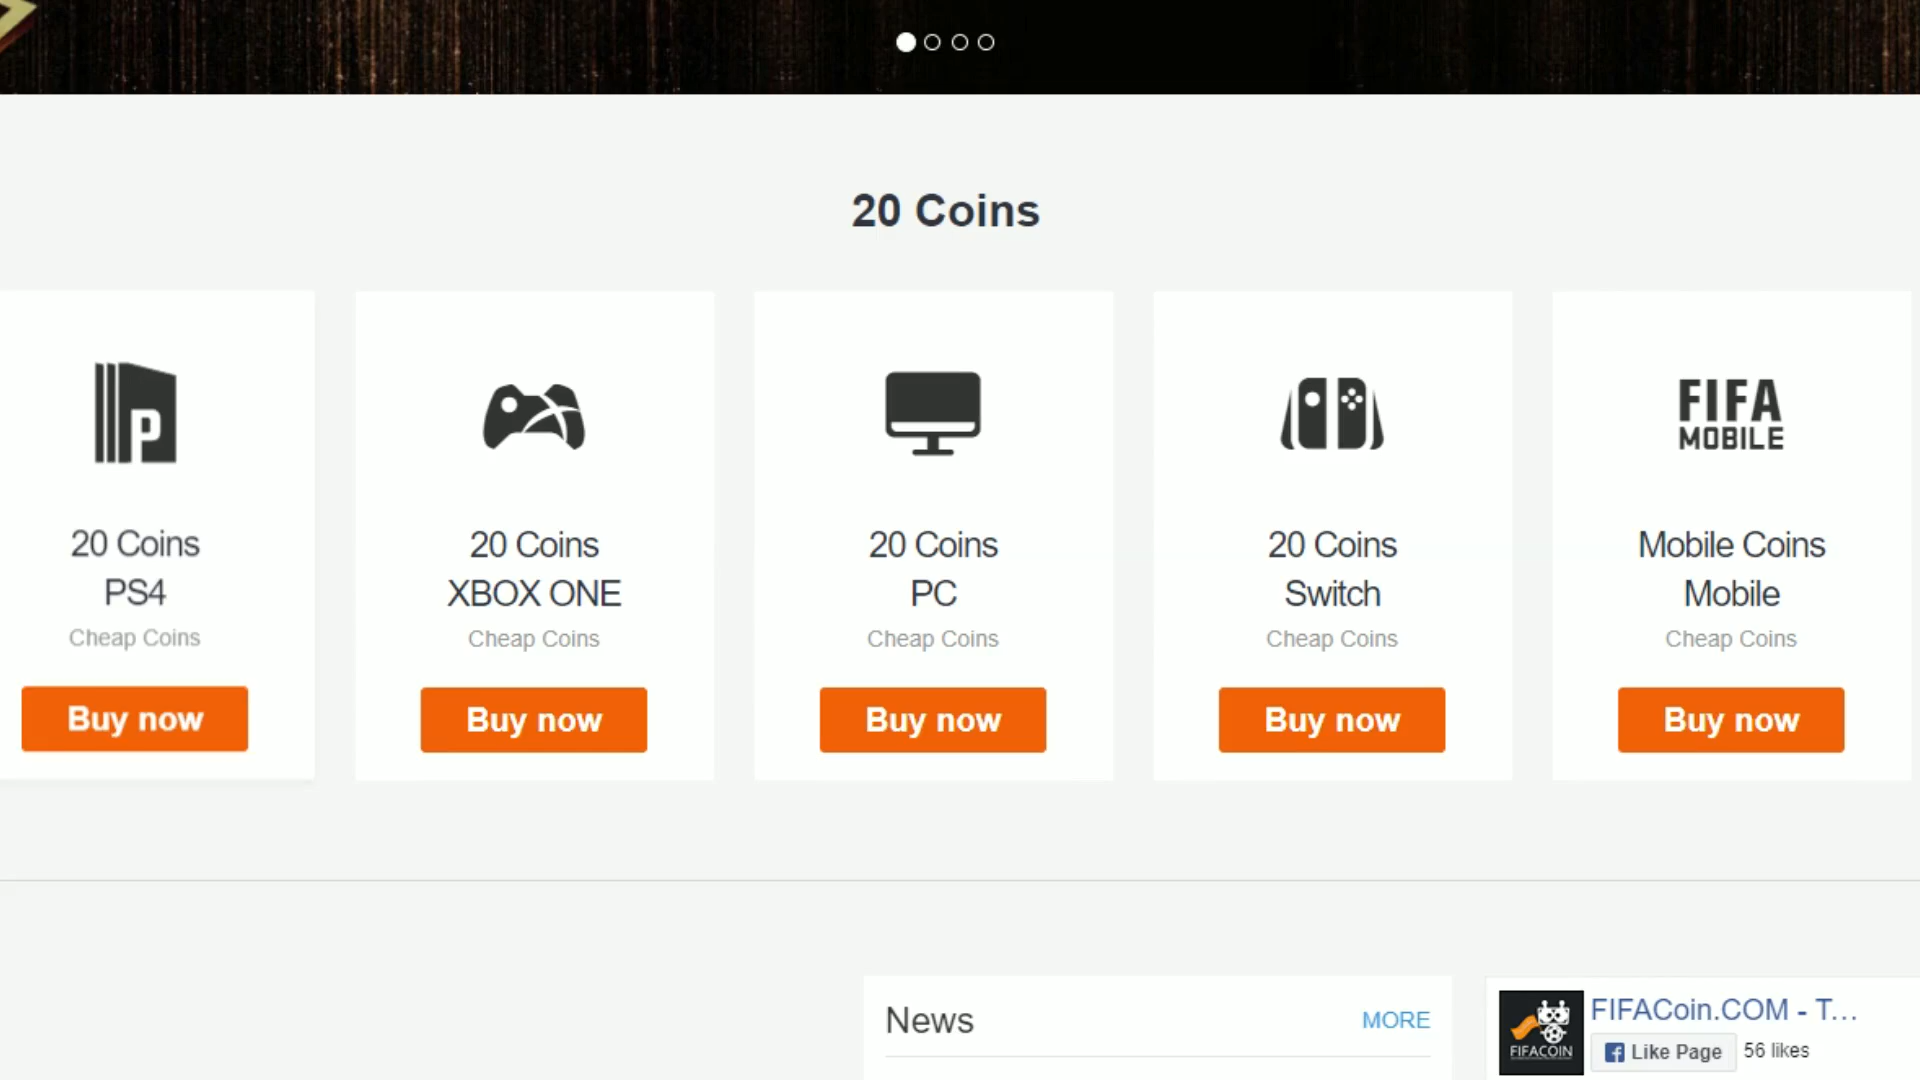 20 Coins
P
FIFA
MOBILE
20 Coins
PS4
Cheap Coins
Buy now
20 Coins
XBOX ONE
Cheap Coins
Buy now
20 Coins
PC
Cheap Coins
Buy now
20 Coins
Switch
Cheap Coins
Buy now
Mobile Coins
Mobile
Cheap Coins
Buy now
News
MORE
FIFACOIN
FIFACoin.COM - T...
f Like Page
56 likes